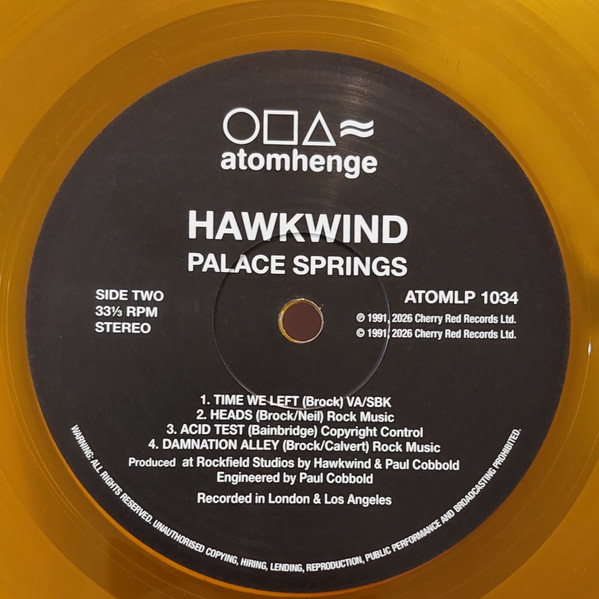 atomhenge
HAWKWIND
PALACE SPRINGS
SIDE TWO
33⅓ RPM
STEREO
ATOMLP 1034
℗ 1991, 2026 Cherry Red Records Ltd.
© 1991, 2026 Cherry Red Records Ltd.
1. TIME WE LEFT (Brock) VA/SBK
2. HEADS (Brock/Neil) Rock Music
3. ACID TEST (Bainbridge) Copyright Control
4. DAMNATION ALLEY (Brock/Calvert) Rock Music
Produced at Rockfield Studios by Hawkwind & Paul Cobbold
Engineered by Paul Cobbold
Recorded in London & Los Angeles
WARNING: ALL RIGHTS RESERVED. UNAUTHORISED COPYING, HIRING, LENDING, REPRODUCTION, PUBLIC PERFORMANCE AND BROADCASTING PROHIBITED.